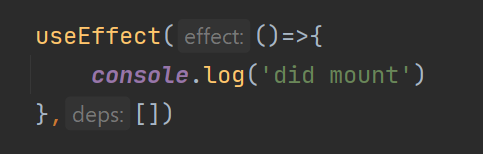 useEffect( effect: ()=>{
    console.log('did mount')
}, deps: [])